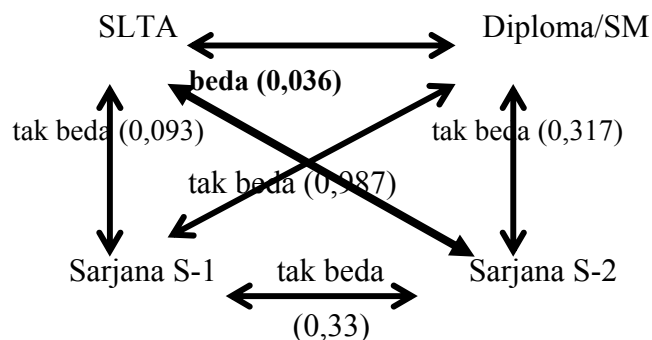 SLTA Diploma/SM
beda (0,036)
tak beda (0,093) tak beda (0,317)
tak beda (0,987)
Sarjana S-1 tak beda Sarjana S-2
(0,33)